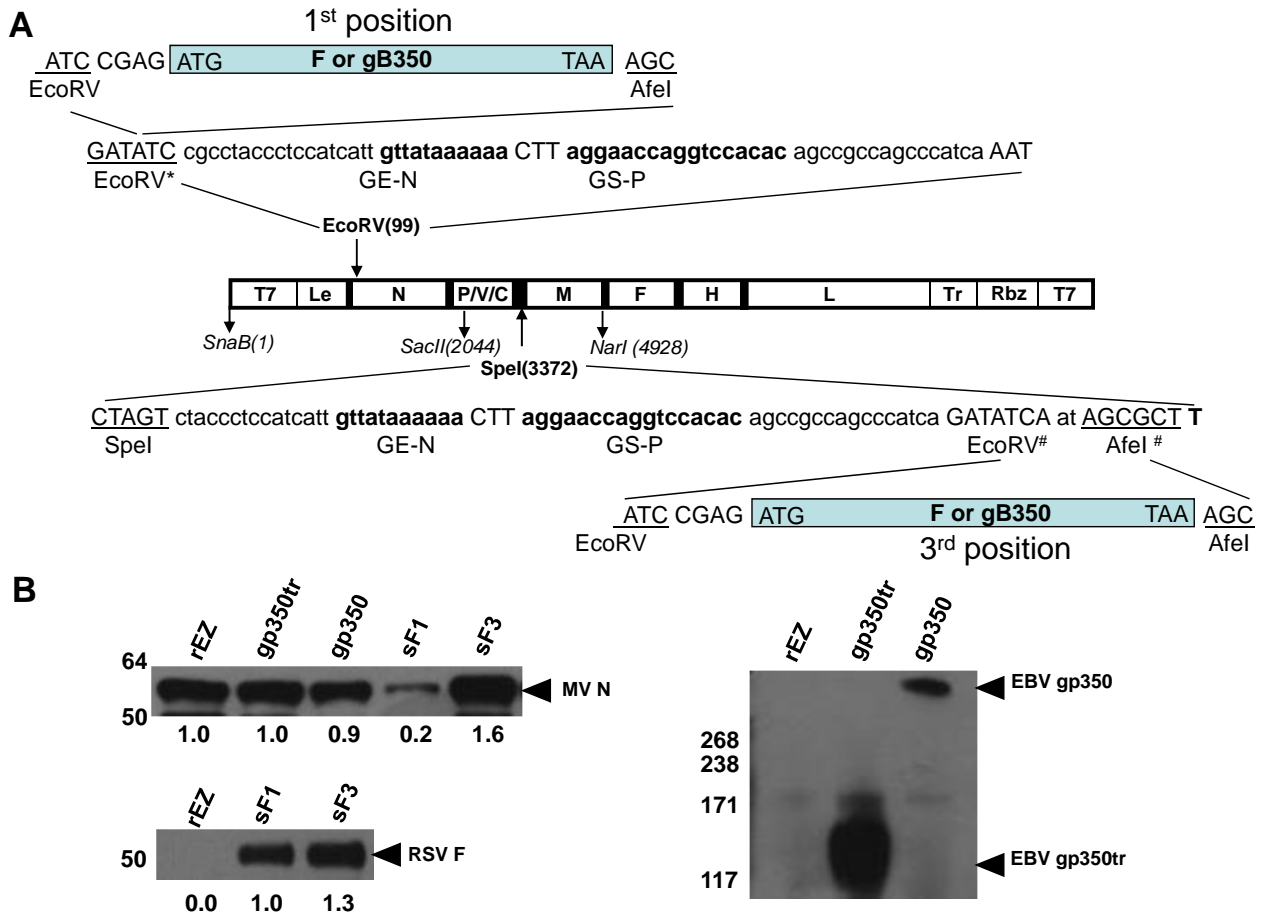 A
1st position
ATC CGAG ATG F or gB350 TAA AGC
EcoRV AfeI
GATATC cgcctaccctccatcatt gttataaaaaa CTT aggaaccaggtccacac agccgccagcccatca AAT
EcoRV* GE-N GS-P
EcoRV(99)
T7 Le N P/V/C M F H L Tr Rbz T7
SnaB(1) SacII(2044) NarI (4928)
SpeI(3372)
CTAGT ctaccctccatcatt gttataaaaaa CTT aggaaccaggtccacac agccgccagcccatca GATATCA at AGCGCT T
SpeI GE-N GS-P EcoRV# AfeI #
ATC CGAG ATG F or gB350 TAA AGC
EcoRV 3rd position AfeI
B
rEZ gp350tr gp350 sF1 sF3
64
MV N
50
1.0 1.0 0.9 0.2 1.6
rEZ sF1 sF3
50 RSV F
0.0 1.0 1.3
rEZ gp350tr gp350
EBV gp350
268
238
171
EBV gp350tr
117